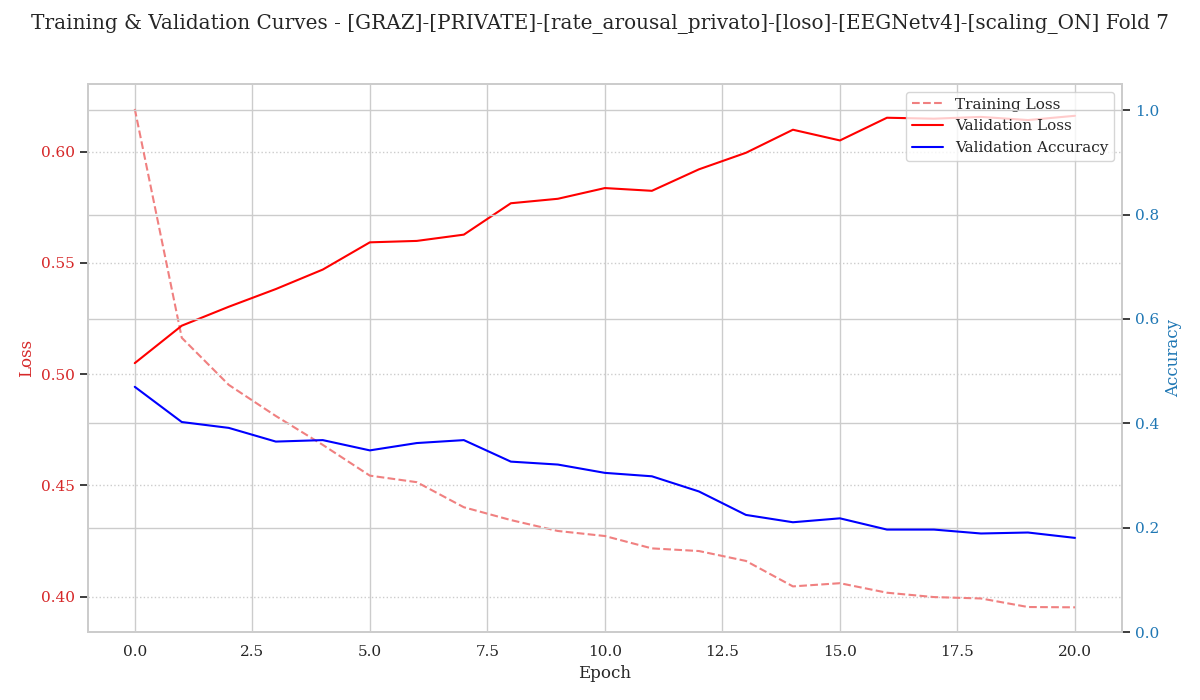 Training & Validation Curves - [GRAZ]-[PRIVATE]-[rate_arousal_privato]-[loso]-[EEGNetv4]-[scaling_ON] Fold 7
Training Loss
Validation Loss
Validation Accuracy
Loss
0.60
0.55
0.50
0.45
0.40
1.0
0.8
0.6
0.4
0.2
0.0
Accuracy
0.0 2.5 5.0 7.5 10.0 12.5 15.0 17.5 20.0
Epoch